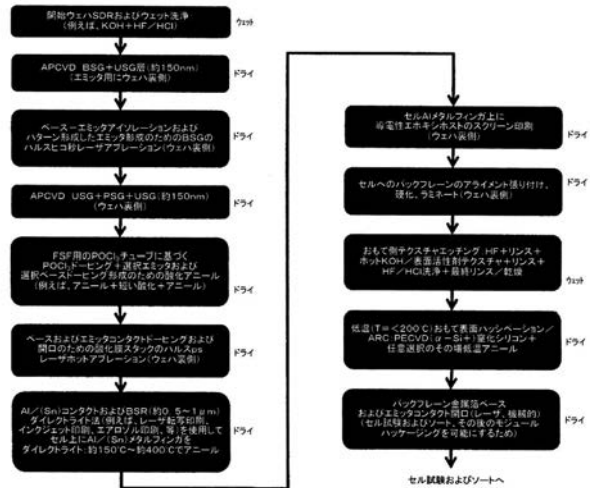 開始ウェハSDRおよびウェット洗浄
(例えば、KOH+HF/HCl)
ウェット
APCVD BSG+USG層(約150nm)
(エミッタ用にウェハ裏側)
ドライ
ベースーエミッタアイソレーションおよび
パターン形成したエミッタ形成のためのBSGの
パルスピコ秒レーザアブレーション(ウェハ裏側)
ドライ
APCVD USG+PSG+USG(約150nm)
(ウェハ裏側)
ドライ
FSF用のPOCl₃チューブに基づく
POCl₃ドーピング+選択エミッタおよび
選択ベースドーピング形成のための酸化アニール
(例えば、アニール+短い酸化+アニール)
ドライ
ベースおよびエミッタコンタクトドーピングおよび
開口のための酸化膜スタックのパルスps
レーザホットアブレーション(ウェハ裏側)
ドライ
Al/(Sn)コンタクトおよびBSR(約0.5~1μm)
ダイレクトライト法(例えば、レーザ転写印刷、
インクジェット印刷、エアロゾル印刷、等)を使用して
セル上にAl/(Sn)メタルフィンガを
ダイレクトライト:約150℃~約400℃でアニール
ドライ
セルAlメタルフィンガ上に
導電性エポキシポストのスクリーン印刷
(ウェハ裏側)
ドライ
セルへのバックプレーンのアライメント張り付け、
硬化、ラミネート(ウェハ裏側)
ドライ
おもて側テクスチャエッチング:HF+リンス+
ホットKOH/表面活性剤テクスチャ+リンス+
HF/HCl洗浄+最終リンス/乾燥
ウェット
低温(T=<200℃)おもて表面パッシベーション/
ARC:PECVD(α-Si+)窒化シリコン+
任意選択のその場低温アニール
ドライ
バックプレーン金属箔ベース
およびエミッタコンタクト開口(レーザ、機械的)
(セル試験およびソート、その後のモジュール
パッケージングを可能にするため)
ドライ
セル試験およびソートへ